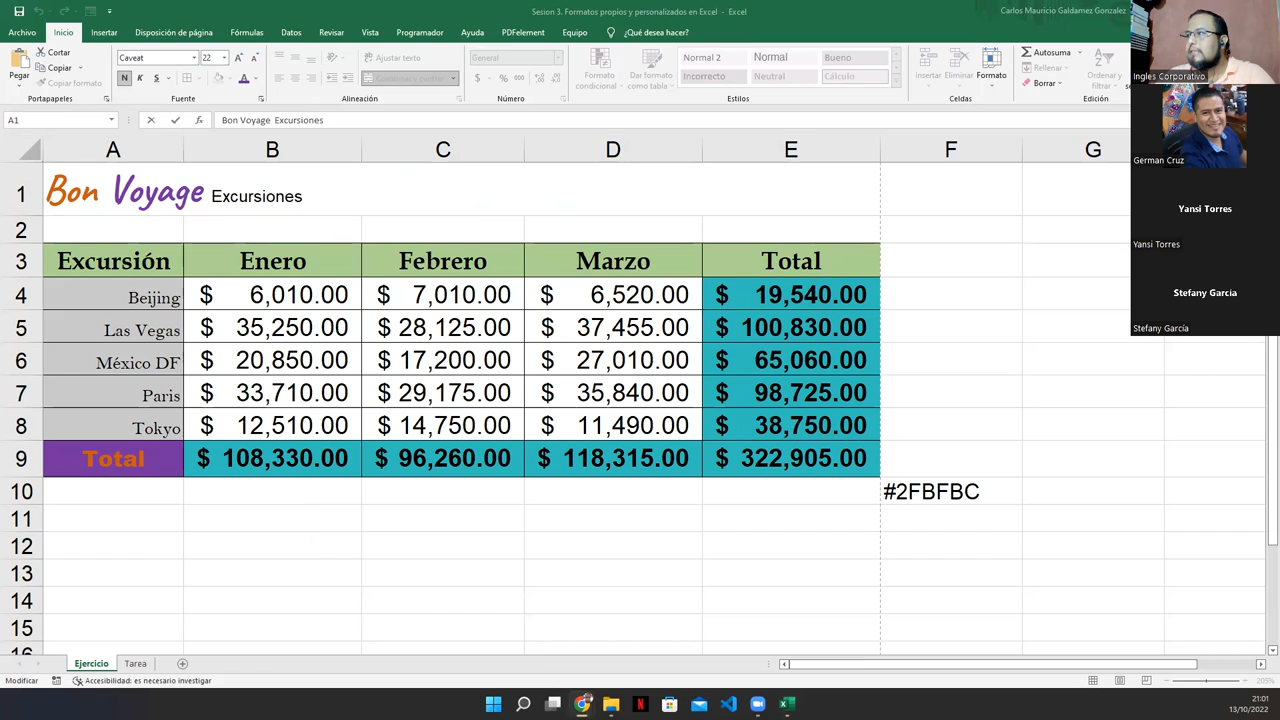 Sesion 3. Formatos propios y personalizados en Excel - Excel
Carlos Mauricio Galdamez Gonzalez
Archivo Inicio Insertar Disposición de página Fórmulas Datos Revisar Vista Programador Ayuda PDFelement Equipo ¿Qué desea hacer?
Pegar
Cortar
Copiar
Copiar formato
Portapapeles
Caveat 22
N K S
Fuente
Ajustar texto
Alineación
General
$ % 000
Número
Formato condicional
Dar formato como tabla
Normal 2 Normal Bueno
Incorrecto Neutral Cálculo
Estilos
Insertar Eliminar Formato
Celdas
Autosuma
Rellenar
Borrar
Ordenar y filtrar
Edición
A1 fx Bon Voyage Excursiones
A B C D E F G
1 Bon Voyage Excursiones
2
3 Excursión Enero Febrero Marzo Total
4 Beijing $ 6,010.00 $ 7,010.00 $ 6,520.00 $ 19,540.00
5 Las Vegas $ 35,250.00 $ 28,125.00 $ 37,455.00 $ 100,830.00
6 México DF $ 20,850.00 $ 17,200.00 $ 27,010.00 $ 65,060.00
7 Paris $ 33,710.00 $ 29,175.00 $ 35,840.00 $ 98,725.00
8 Tokyo $ 12,510.00 $ 14,750.00 $ 11,490.00 $ 38,750.00
9 Total $ 108,330.00 $ 96,260.00 $ 118,315.00 $ 322,905.00
10 #2FBFBC
11
12
13
14
15
16
Ingles Corporativo
German Cruz
Yansi Torres
Yansi Torres
Stefany Garcia
Stefany García
Ejercicio Tarea
Modificar Accesibilidad: es necesario investigar 205%
21:01
13/10/2022